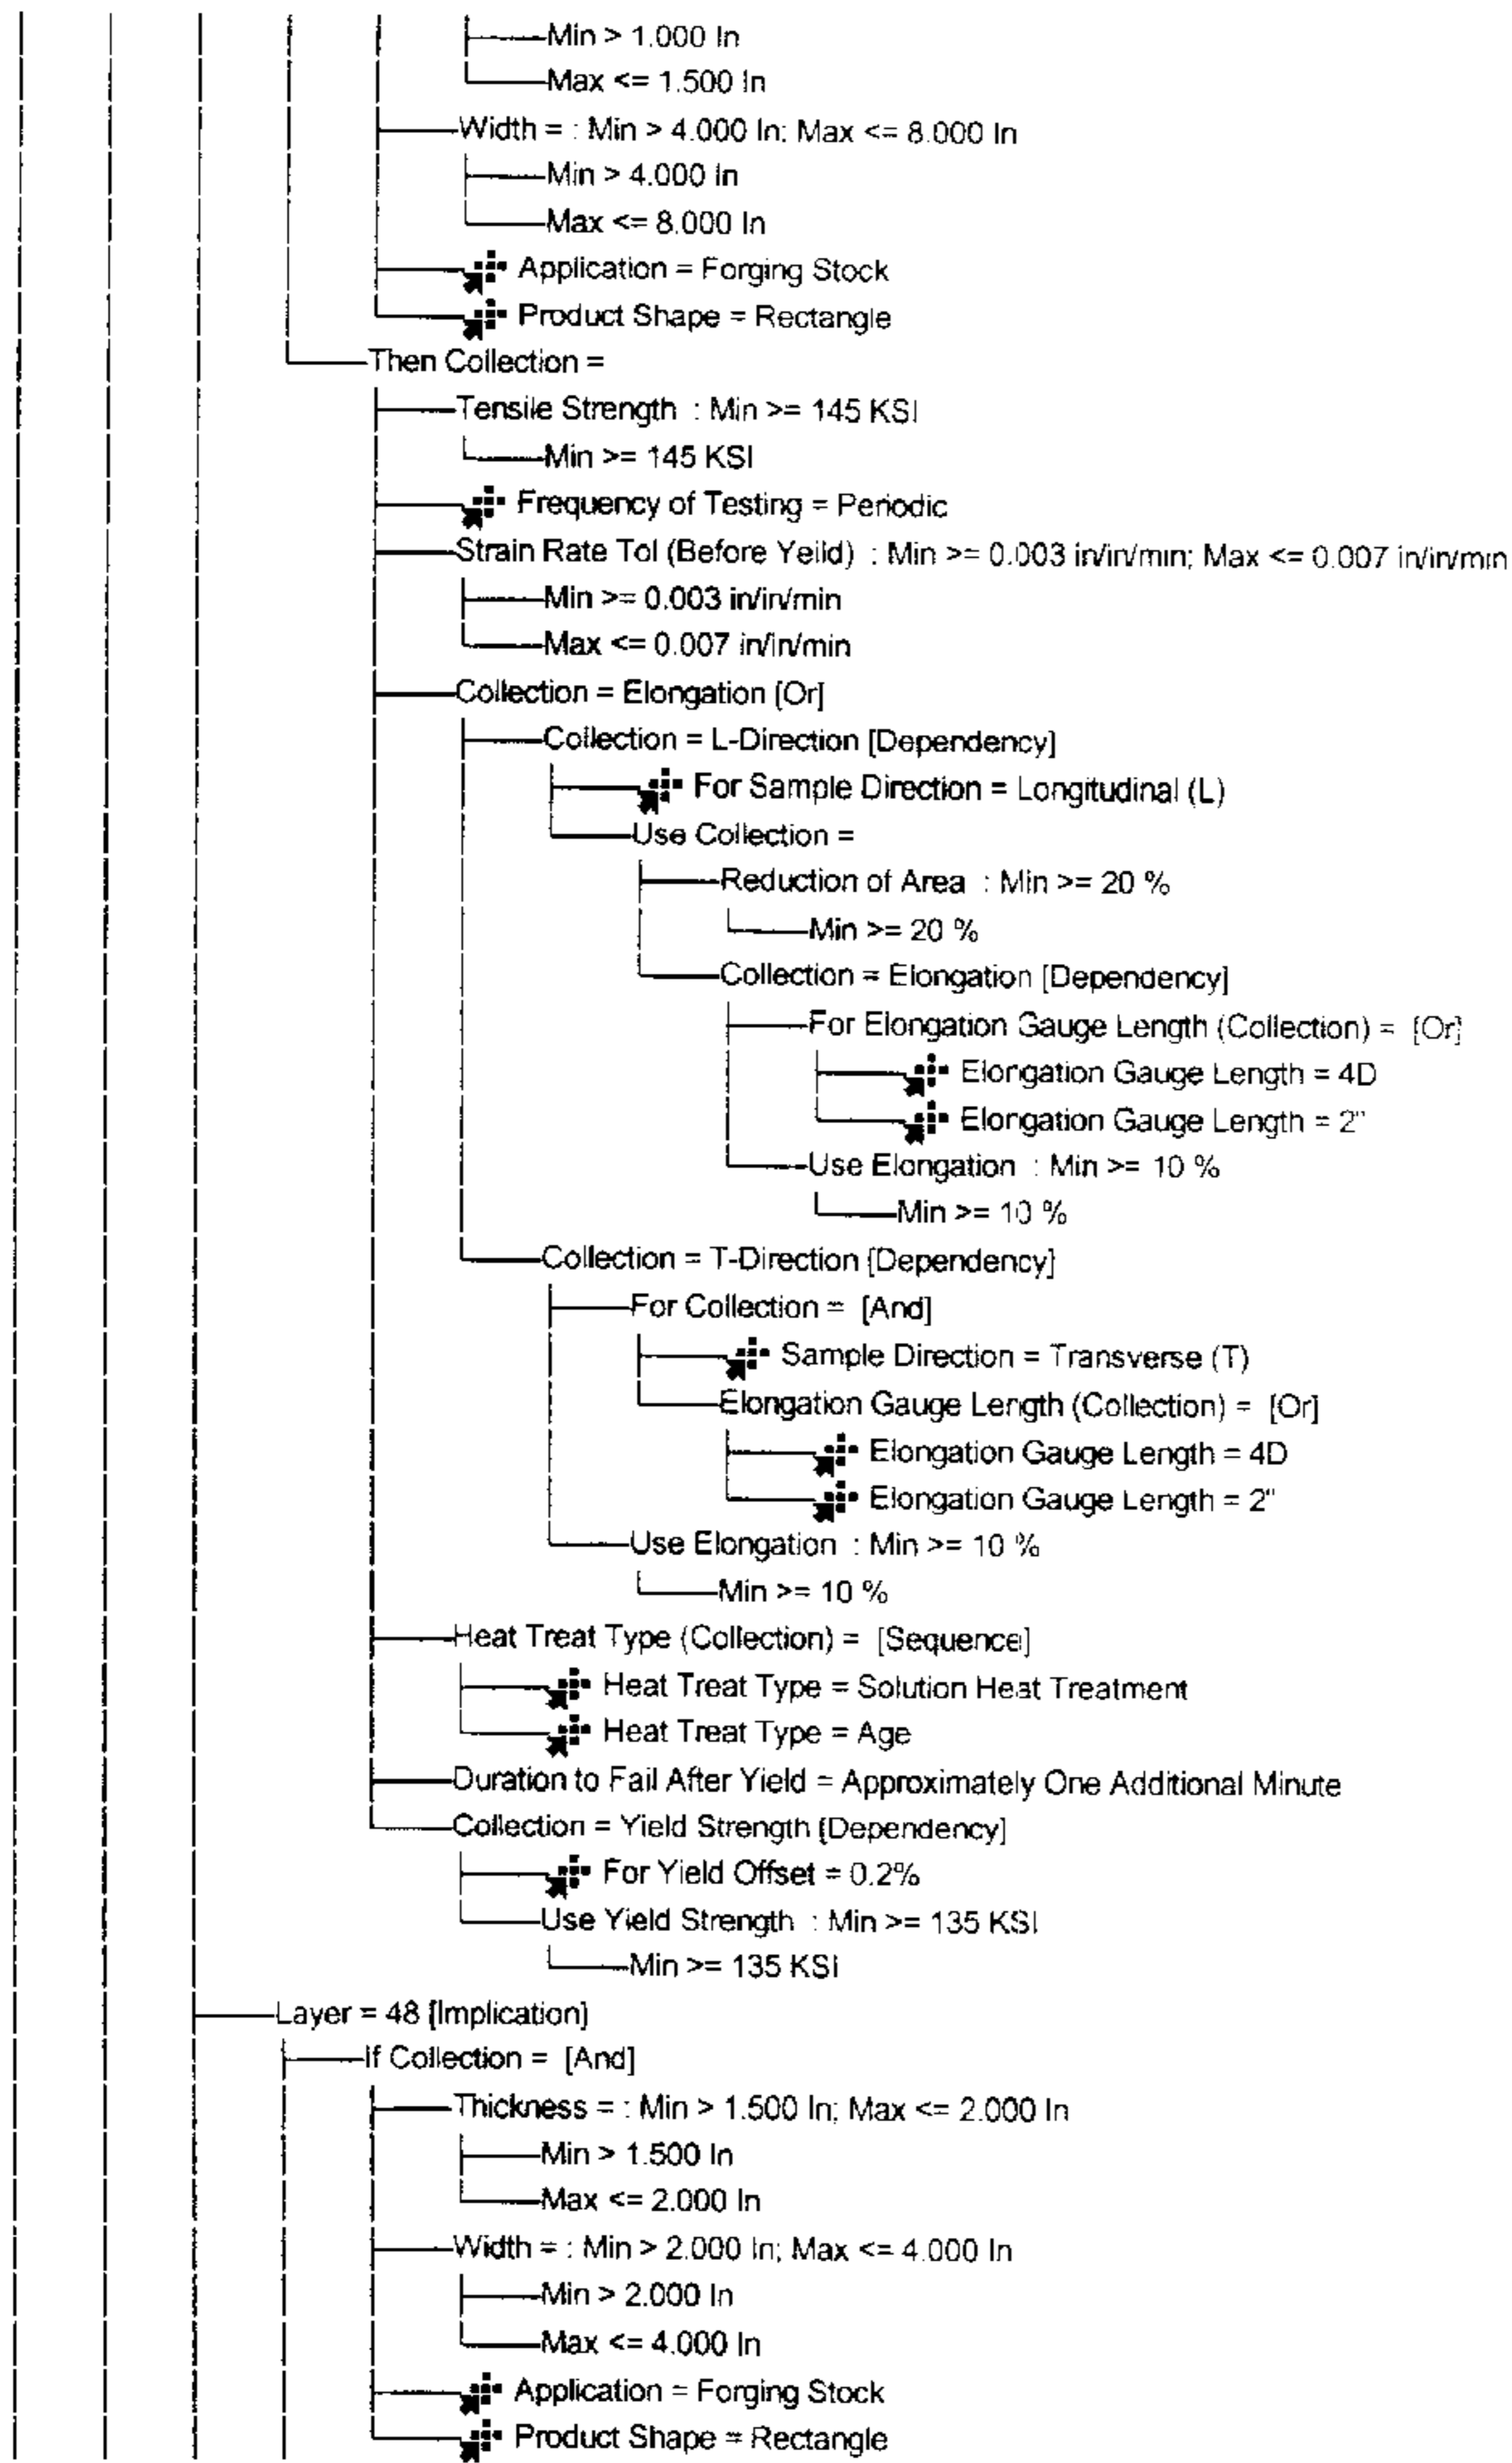 Min > 1.000 In
Max <= 1.500 In
Width = : Min > 4.000 In; Max <= 8.000 In
Min > 4.000 In
Max <= 8.000 In
Application = Forging Stock
Product Shape = Rectangle
Then Collection =
Tensile Strength : Min >= 145 KSI
Min >= 145 KSI
Frequency of Testing = Periodic
Strain Rate Tol (Before Yeild) : Min >= 0.003 in/in/min; Max <= 0.007 in/in/min
Min >= 0.003 in/in/min
Max <= 0.007 in/in/min
Collection = Elongation [Or]
Collection = L-Direction [Dependency]
For Sample Direction = Longitudinal (L)
Use Collection =
Reduction of Area : Min >= 20 %
Min >= 20 %
Collection = Elongation [Dependency]
For Elongation Gauge Length (Collection) = [Or]
Elongation Gauge Length = 4D
Elongation Gauge Length = 2"
Use Elongation : Min >= 10 %
Min >= 10 %
Collection = T-Direction [Dependency]
For Collection = [And]
Sample Direction = Transverse (T)
Elongation Gauge Length (Collection) = [Or]
Elongation Gauge Length = 4D
Elongation Gauge Length = 2"
Use Elongation : Min >= 10 %
Min >= 10 %
Heat Treat Type (Collection) = [Sequence]
Heat Treat Type = Solution Heat Treatment
Heat Treat Type = Age
Duration to Fail After Yield = Approximately One Additional Minute
Collection = Yield Strength [Dependency]
For Yield Offset = 0.2%
Use Yield Strength : Min >= 135 KSI
Min >= 135 KSI
Layer = 48 [Implication]
If Collection = [And]
Thickness = : Min > 1.500 In; Max <= 2.000 In
Min > 1.500 In
Max <= 2.000 In
Width = : Min > 2.000 In; Max <= 4.000 In
Min > 2.000 In
Max <= 4.000 In
Application = Forging Stock
Product Shape = Rectangle